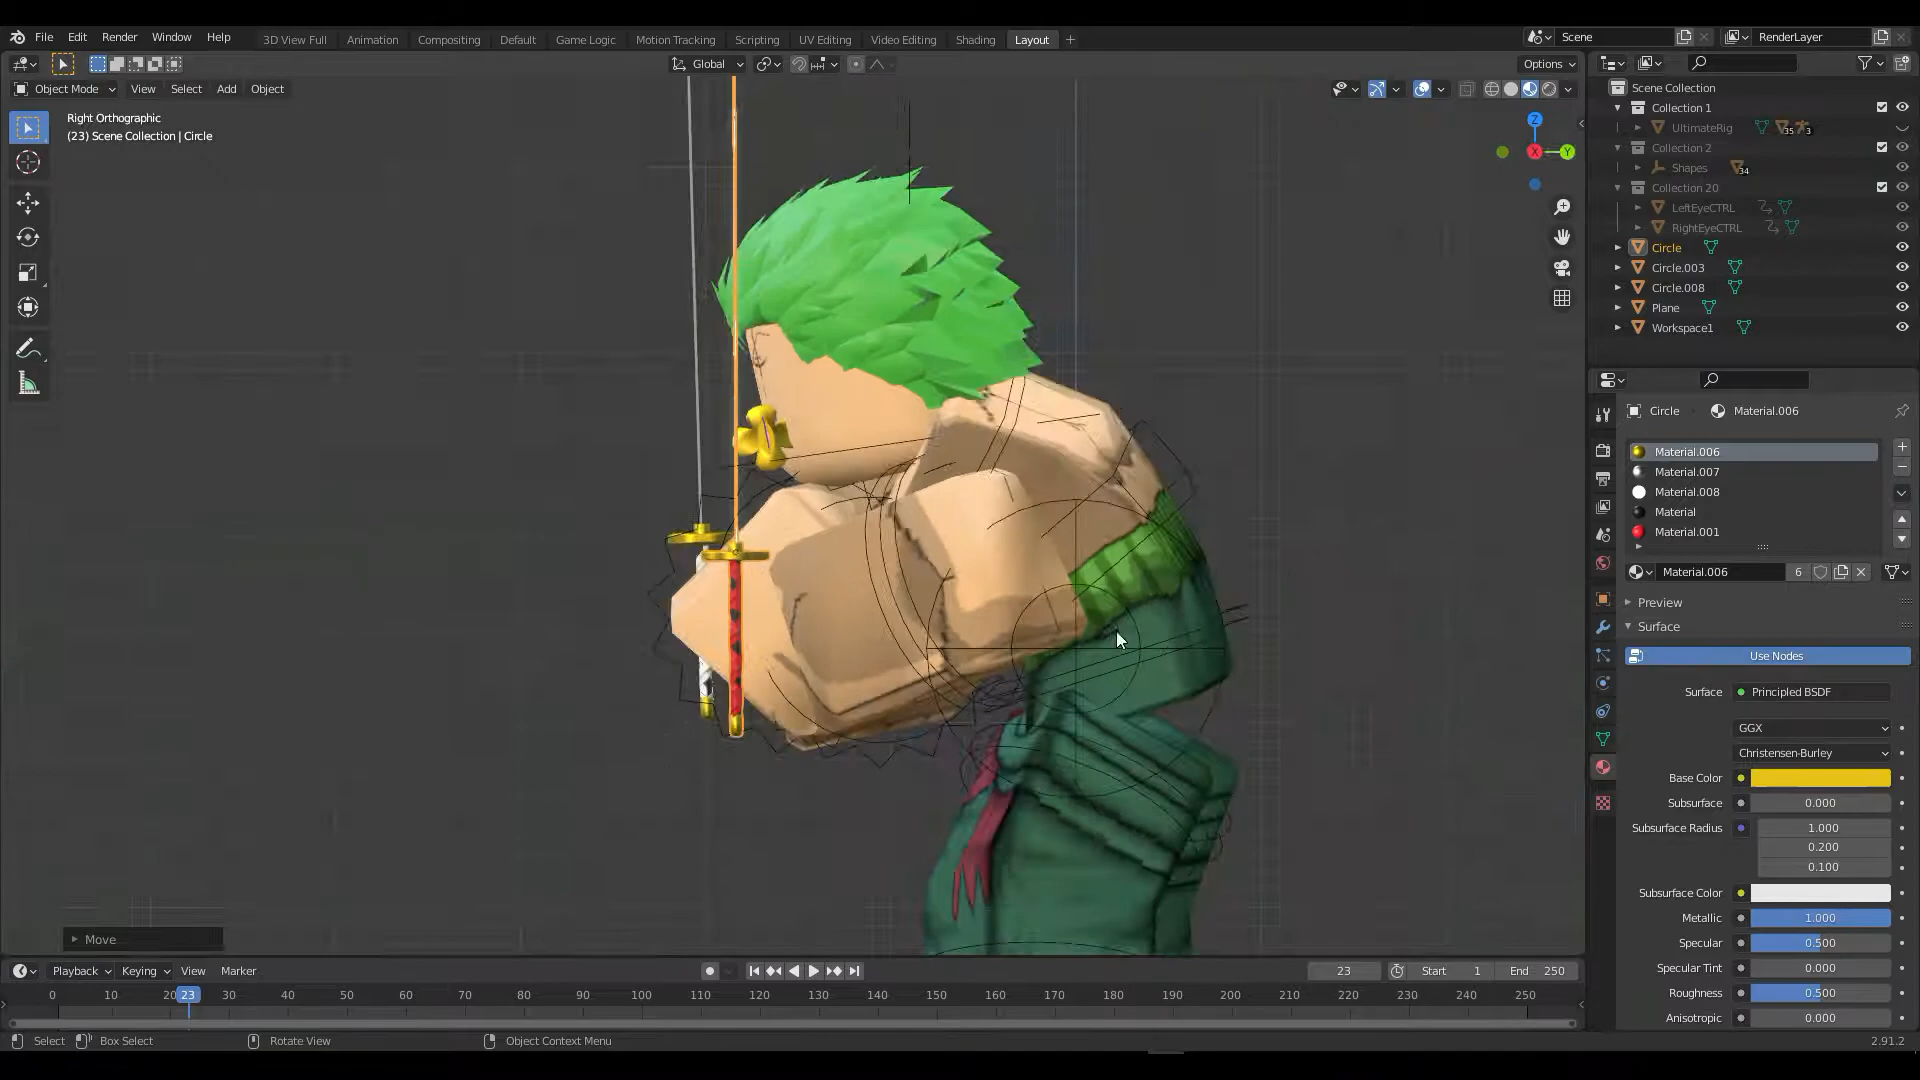 File Edit Render Window Help
3D View Full Animation Compositing Default Game Logic Motion Tracking Scripting UV Editing Video Editing Shading Layout +
Scene
RenderLayer
Global
Options
Object Mode View Select Add Object
Right Orthographic
(23) Scene Collection | Circle
Z
X
Y
Move
Scene Collection
Collection 1
UltimateRig 35 3
Collection 2
Shapes 34
Collection 20
LeftEyeCTRL
RightEyeCTRL
Circle
Circle.003
Circle.008
Plane
Workspace1
Circle Material.006
Material.006
Material.007
Material.008
Material
Material.001
Material.006 6
Preview
Surface
Use Nodes
Surface Principled BSDF
GGX
Christensen-Burley
Base Color
Subsurface 0.000
Subsurface Radius 1.000
0.200
0.100
Subsurface Color
Metallic 1.000
Specular 0.500
Specular Tint 0.000
Roughness 0.500
Anisotropic 0.000
Playback Keying View Marker
23 Start 1 End 250
0 10 20 23 30 40 50 60 70 80 90 100 110 120 130 140 150 160 170 180 190 200 210 220 230 240 250
Select Box Select Rotate View Object Context Menu
2.91.2